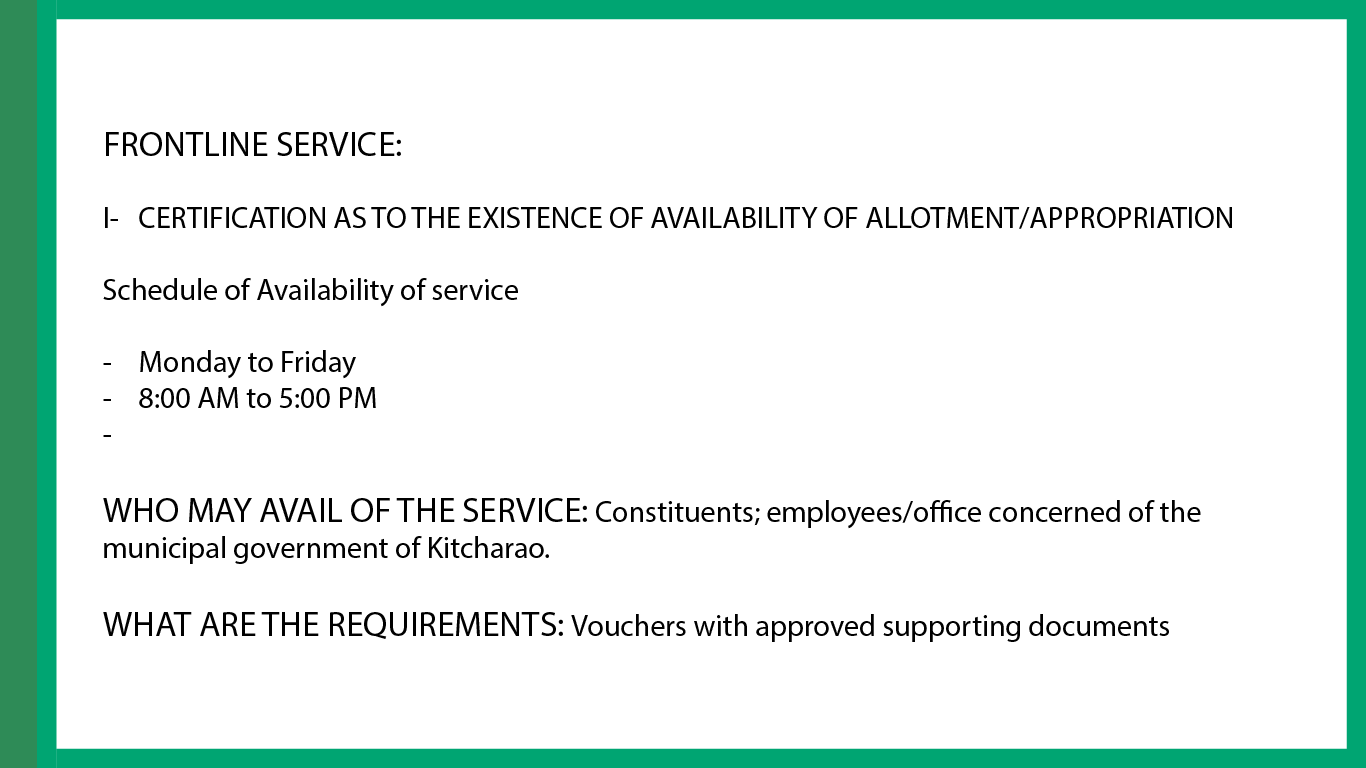 FRONTLINE SERVICE:
I- CERTIFICATION AS TO THE EXISTENCE OF AVAILABILITY OF ALLOTMENT/APPROPRIATION
Schedule of Availability of service
- Monday to Friday
- 8:00 AM to 5:00 PM
-
WHO MAY AVAIL OF THE SERVICE: Constituents; employees/office concerned of the
municipal government of Kitcharao.
WHAT ARE THE REQUIREMENTS: Vouchers with approved supporting documents